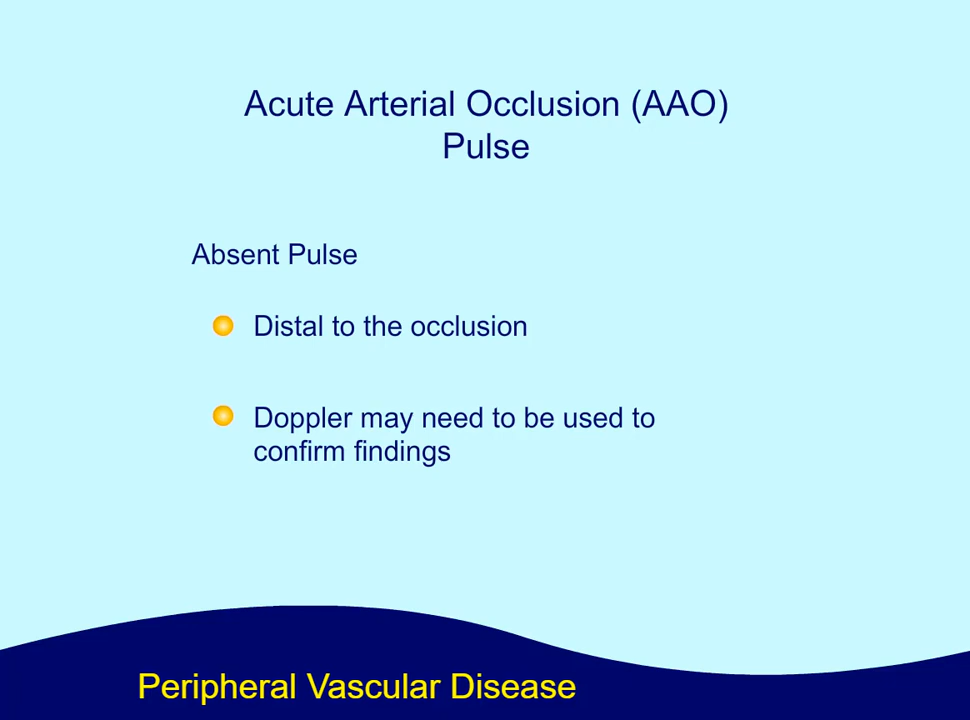 Acute Arterial Occlusion (AAO)
Pulse
Absent Pulse
Distal to the occlusion
Doppler may need to be used to
confirm findings
Peripheral Vascular Disease